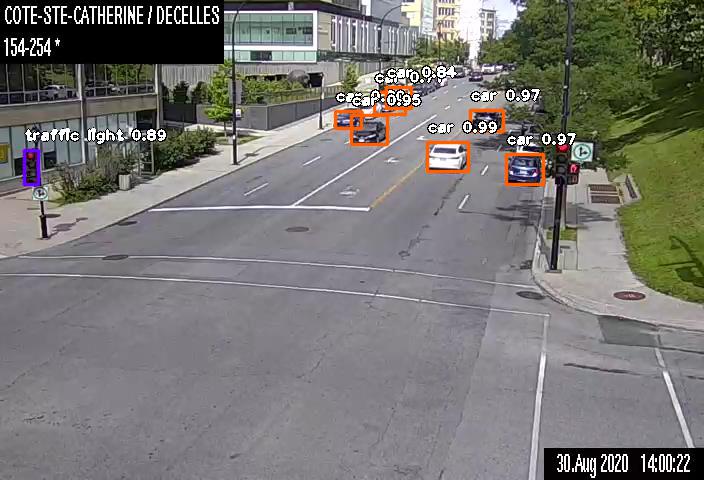 COTE-STE-CATHERINE / DECELLES
154-254 *
car 0.84
car 0.95
car 0.97
car 0.99
traffic light 0.89
car 0.97
30.Aug 2020 14:00:22